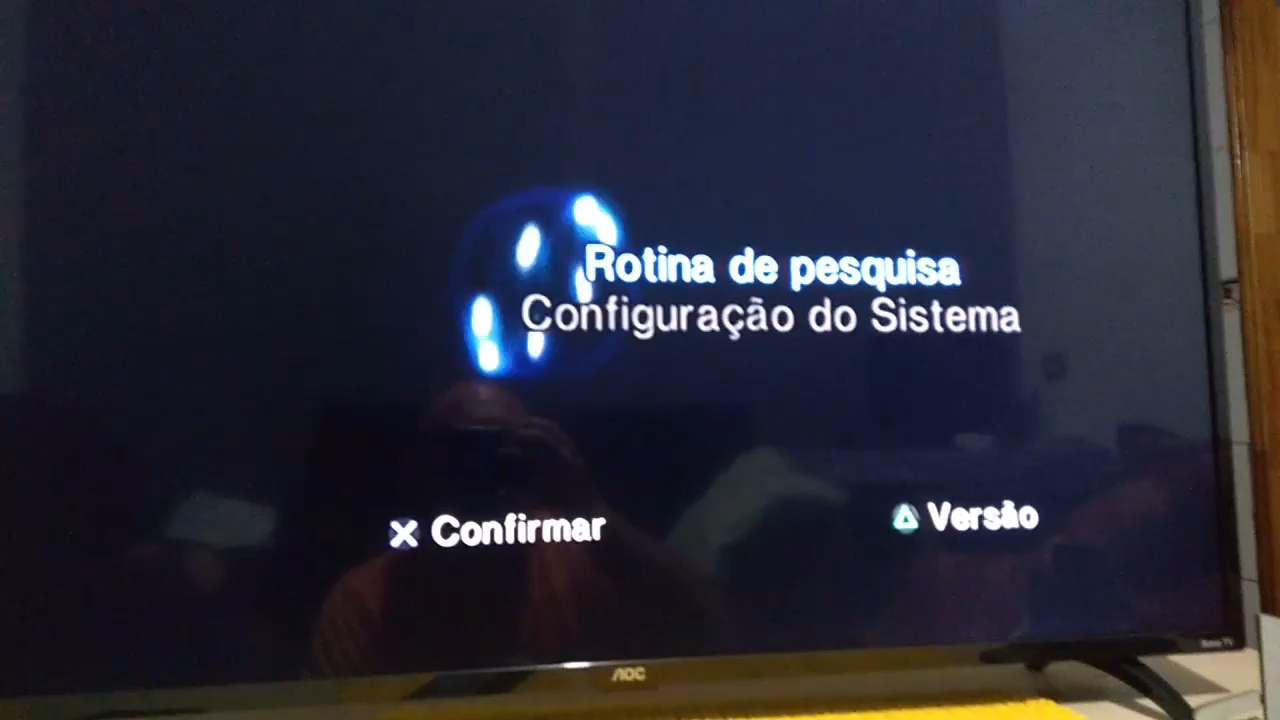 Rotina de pesquisa
Configuração do Sistema
Confirmar
Versão
AOC